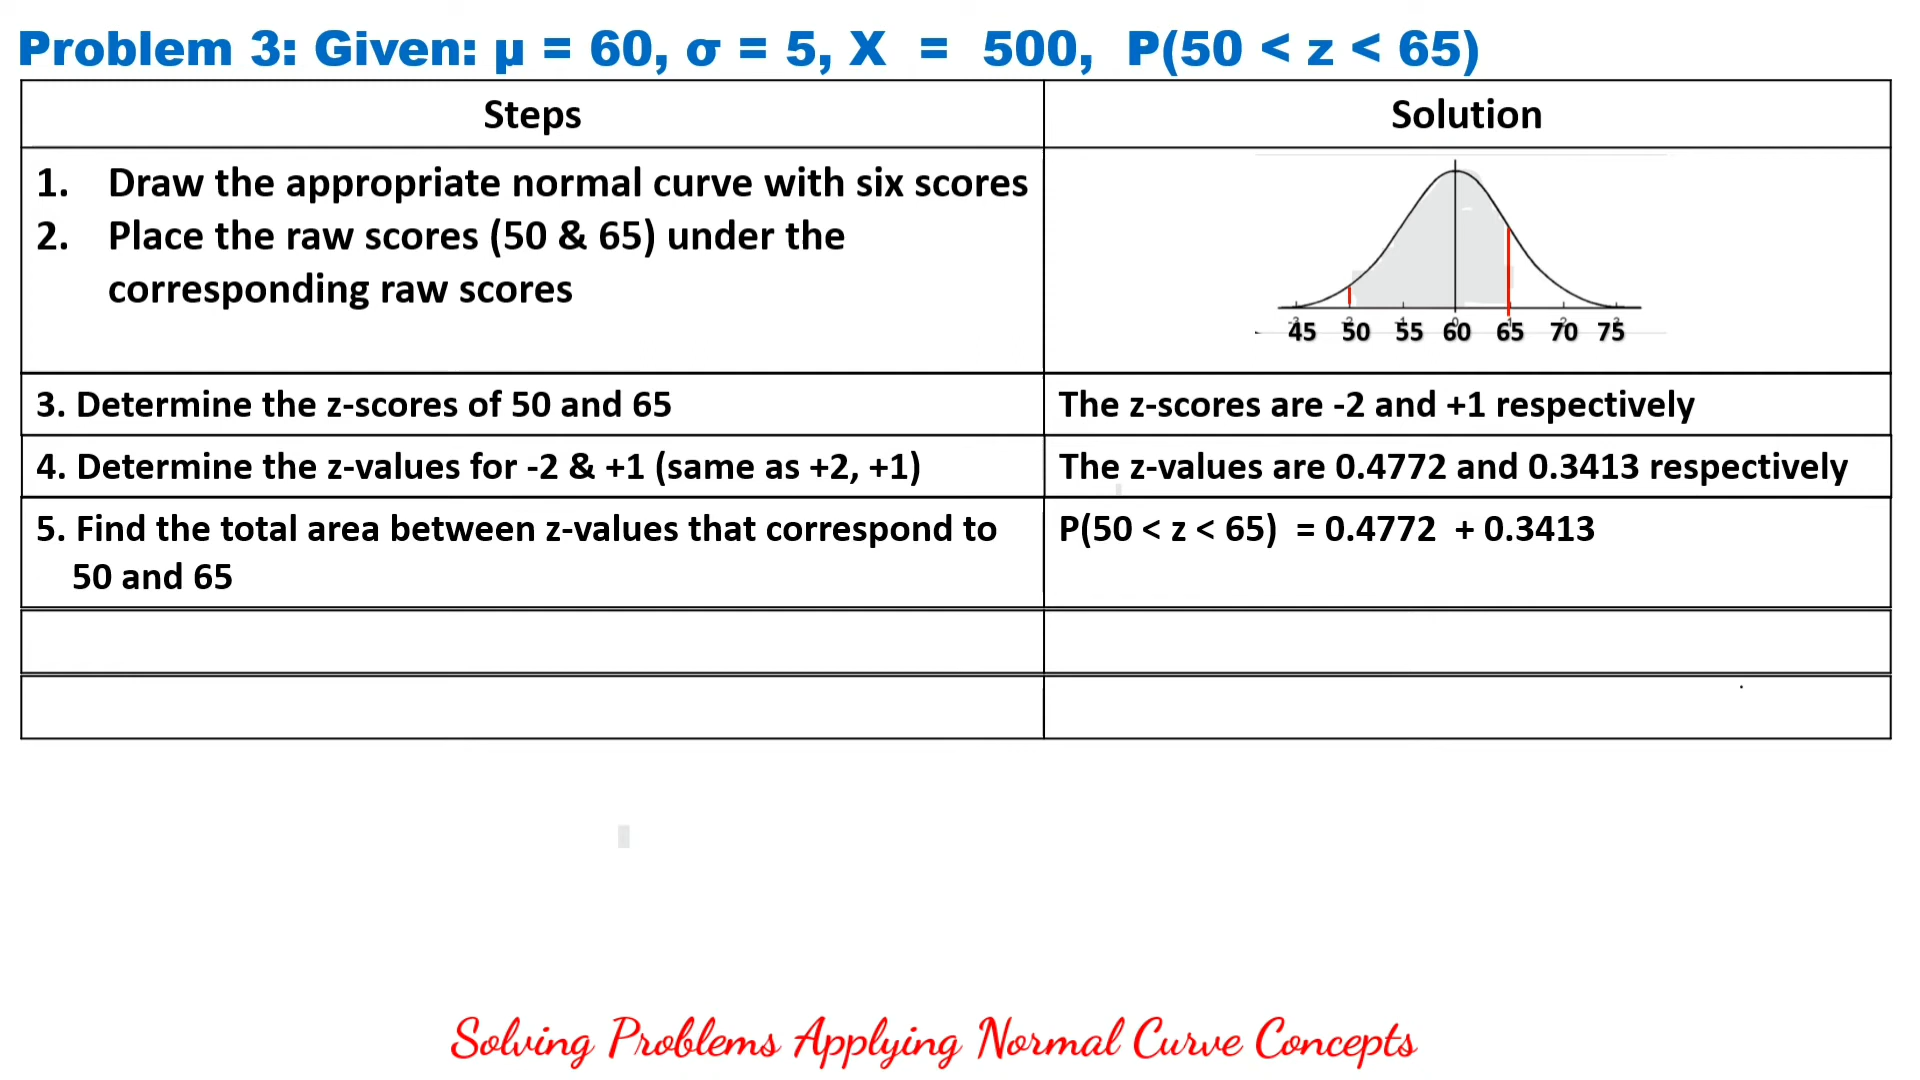 Problem 3: Given: µ = 60, σ = 5, X = 500, P(50 < z < 65)
Steps
Solution
1. Draw the appropriate normal curve with six scores
2. Place the raw scores (50 & 65) under the
corresponding raw scores
45 50 55 60 65 70 75
3. Determine the z-scores of 50 and 65
The z-scores are -2 and +1 respectively
4. Determine the z-values for -2 & +1 (same as +2, +1)
The z-values are 0.4772 and 0.3413 respectively
5. Find the total area between z-values that correspond to
50 and 65
P(50 < z < 65) = 0.4772 + 0.3413
Solving Problems Applying Normal Curve Concepts